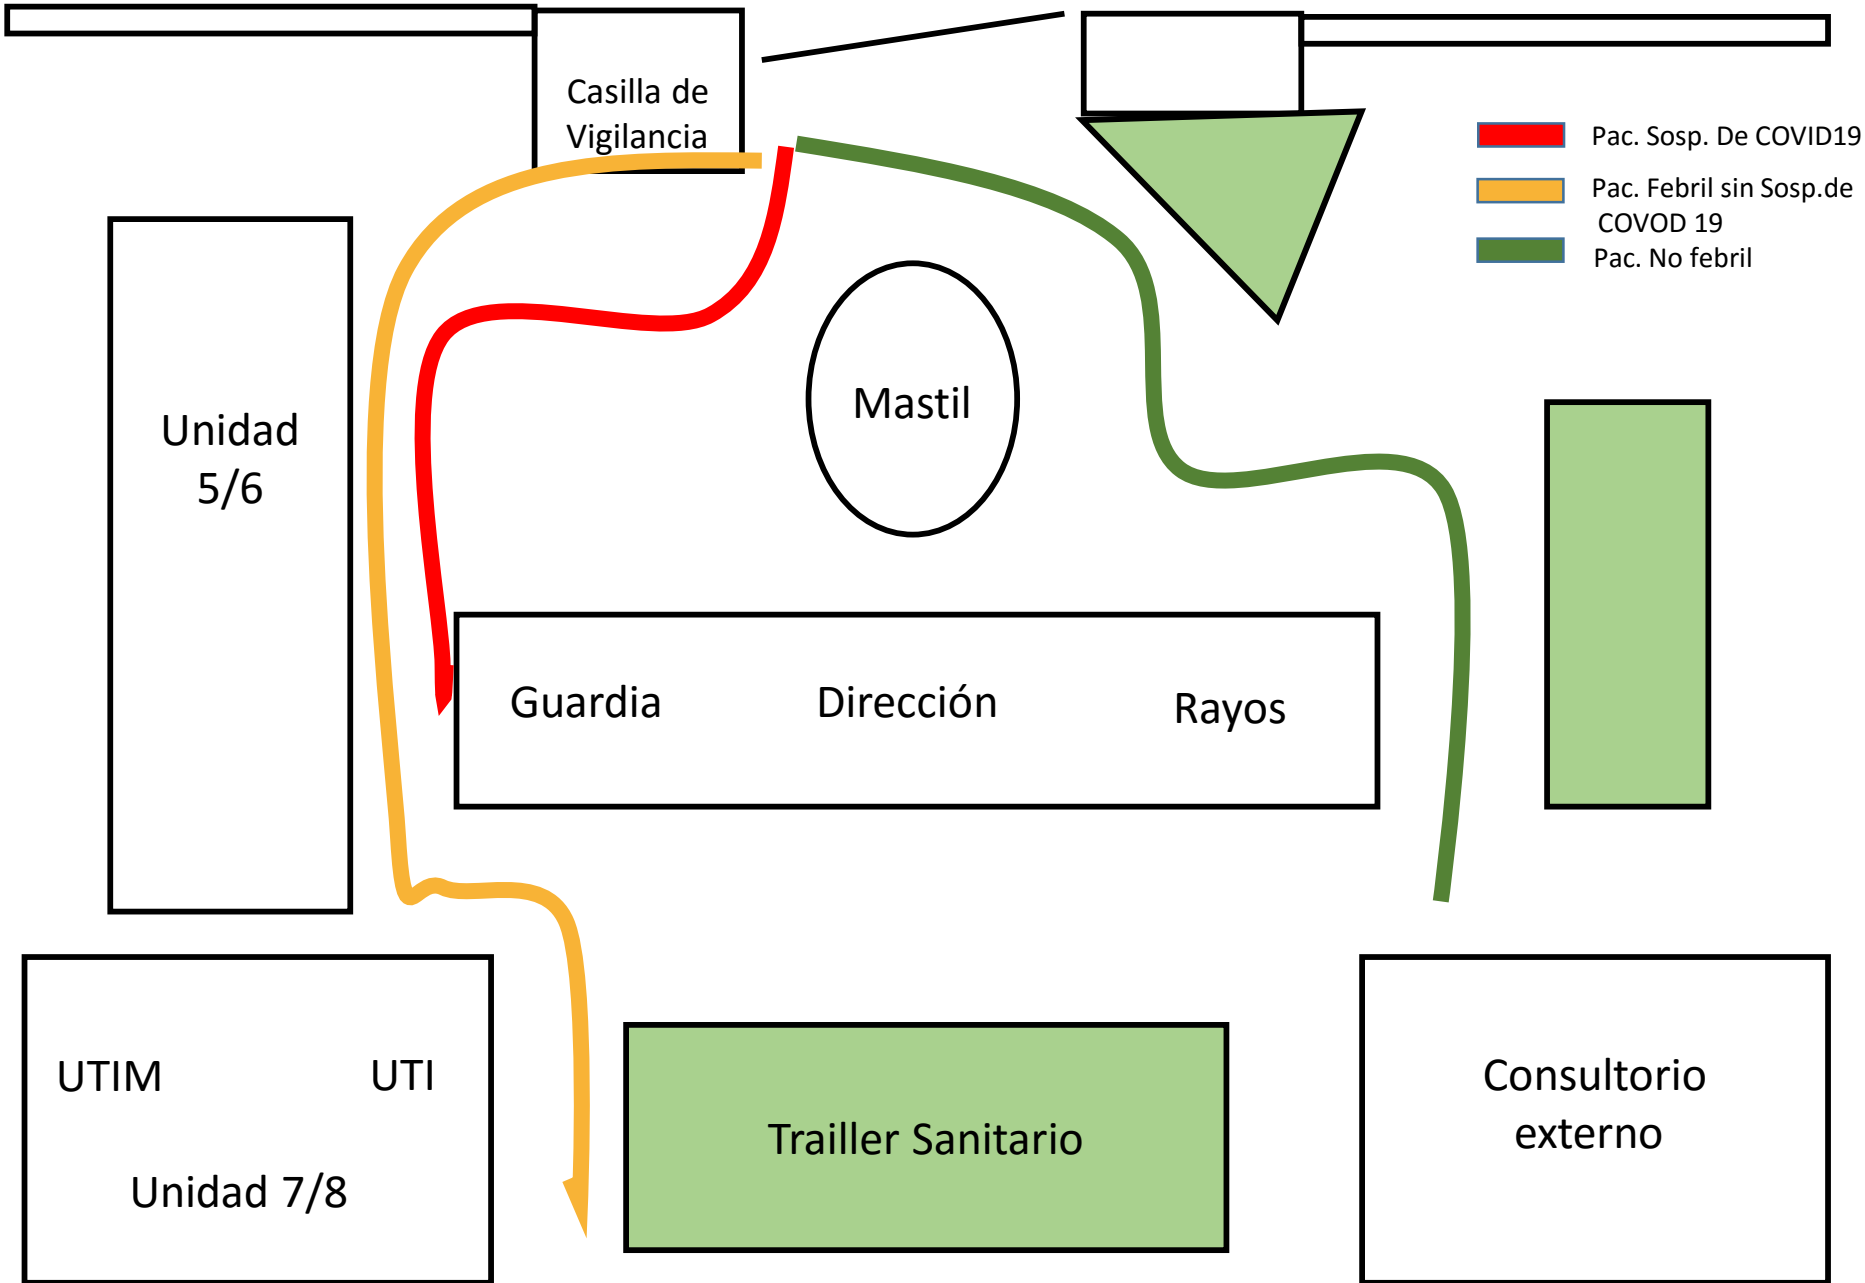 Casilla de
Vigilancia
Pac. Sosp. De COVID19
Pac. Febril sin Sosp.de
COVOD 19
Pac. No febril
Mastil
Unidad
5/6
Guardia
Dirección
Rayos
UTIM
UTI
Unidad 7/8
Trailler Sanitario
Consultorio
externo